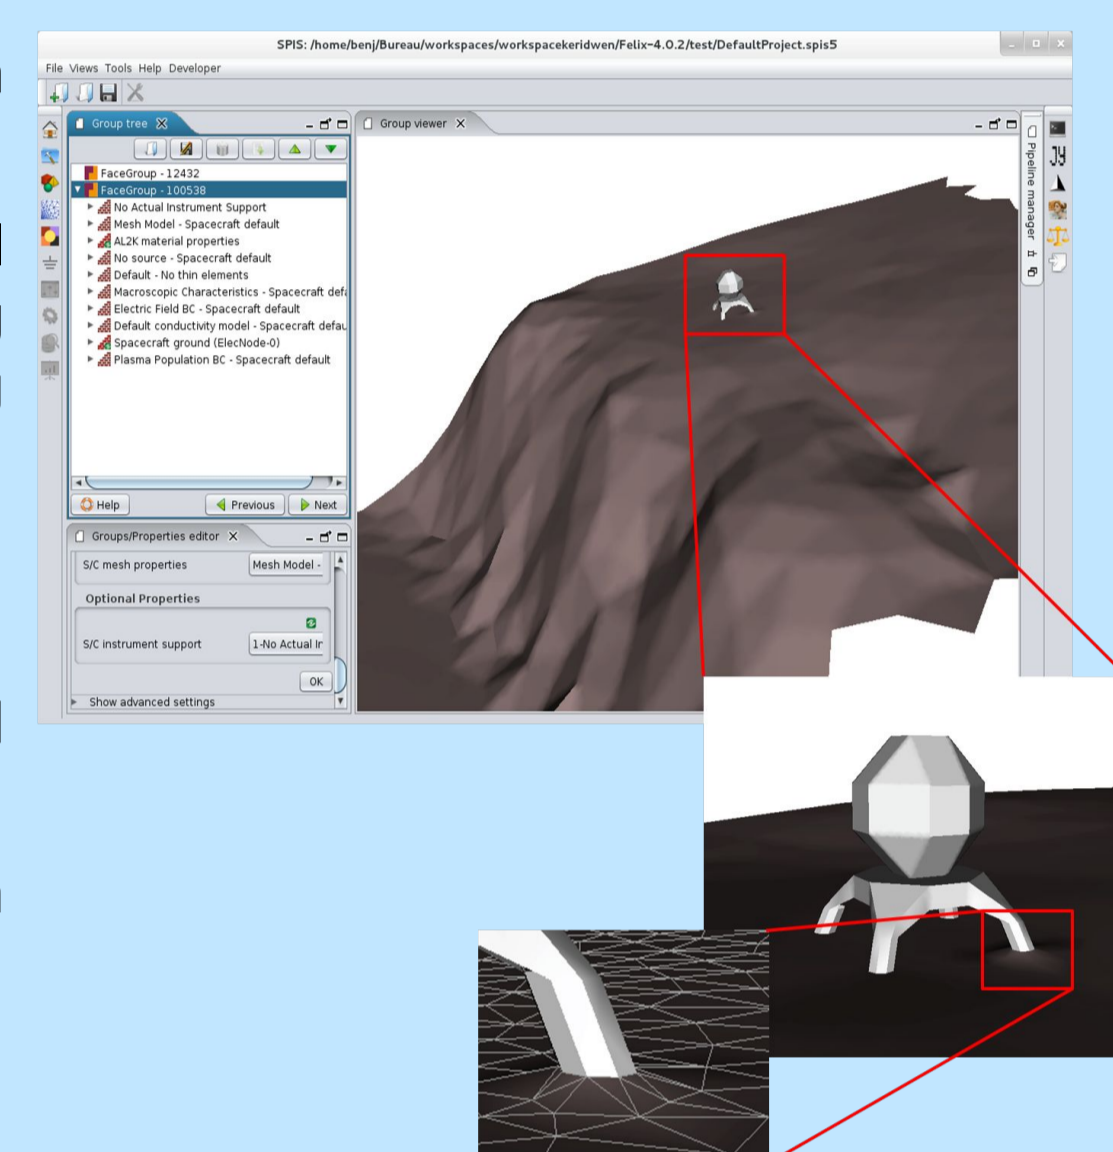 SPIS: /home/benj/Bureau/workspaces/workspacekeridwen/Felix-4.0.2/test/DefaultProject.spis5
File Views Tools Help Developer
Group tree
Group viewer
FaceGroup - 12432
FaceGroup - 100538
No Actual Instrument Support
Mesh Model - Spacecraft default
AL2K material properties
No source - Spacecraft default
Default - No thin elements
Macroscopic Characteristics - Spacecraft defa
Electric Field BC - Spacecraft default
Default conductivity model - Spacecraft defau
Spacecraft ground (ElecNode-0)
Plasma Population BC - Spacecraft default
Help
Previous
Next
Groups/Properties editor
S/C mesh properties
Mesh Model -
Optional Properties
S/C instrument support
1-No Actual Ir
OK
Show advanced settings
Pipeline manager
JY